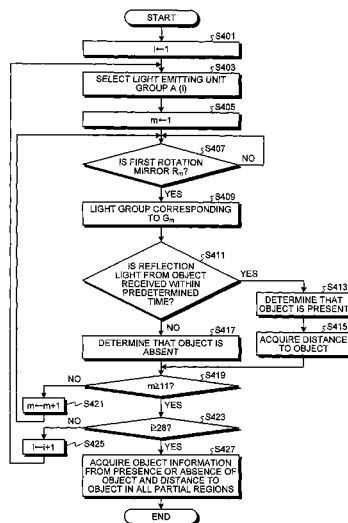 START
S401
i←1
S403
SELECT LIGHT EMITTING UNIT
GROUP A (i)
S405
m←1
S407
IS FIRST ROTATION
MIRROR Rm?
NO
YES
S409
LIGHT GROUP CORRESPONDING
TO Gm
S411
IS REFLECTION
LIGHT FROM OBJECT
RECEIVED WITHIN
PREDETERMINED
TIME?
YES
S413
DETERMINE THAT
OBJECT IS PRESENT
NO
S417
S415
DETERMINE THAT OBJECT IS
ABSENT
ACQUIRE DISTANCE
TO OBJECT
S419
NO
m≥11?
m←m+1
S421
YES
S423
NO
i≥28?
i←i+1
S425
YES
S427
ACQUIRE OBJECT INFORMATION
FROM PRESENCE OR ABSENCE
OF OBJECT AND DISTANCE TO
OBJECT IN ALL PARTIAL REGIONS
END